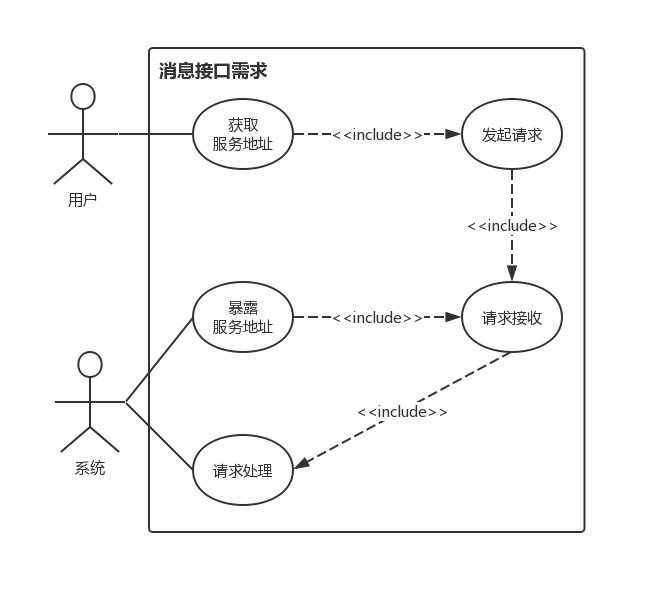 消息接口需求
获取
服务地址
<<include>>
发起请求
用户
<<include>>
暴露
服务地址
<<include>>
请求接收
<<include>>
系统
请求处理